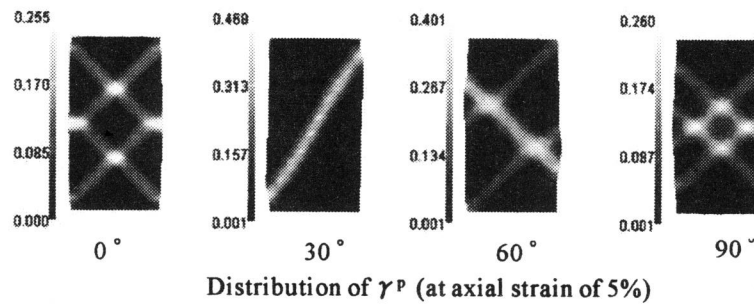 0.255 0.469 0.401 0.260
0.170 0.313 0.267 0.174
0.085 0.157 0.134 0.087
0.000 0.001 0.001 0.001
0° 30° 60° 90°
Distribution of γᵖ (at axial strain of 5%)